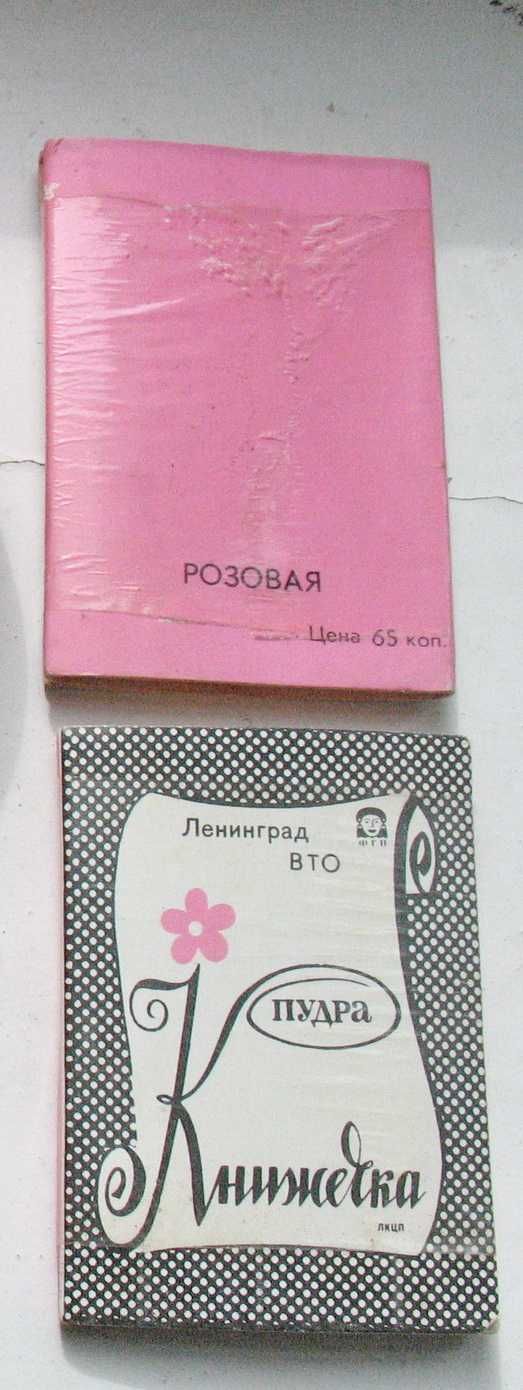 РОЗОВАЯ
Цена 65 коп.
Ленинград
ВТО
ФГП
ПУДРА
Книжечка
ЛКЦП